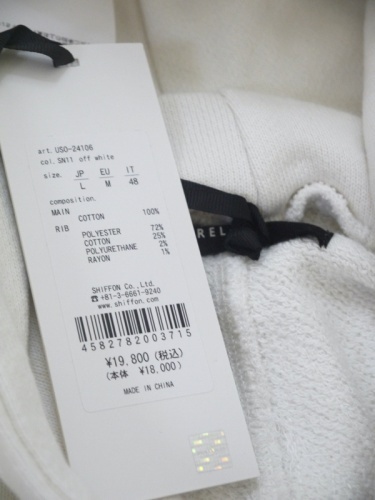 art. USO-24106
col. SN11 off white
size. JP EU IT
L M 48
composition.
MAIN COTTON 100%
RIB POLYESTER 72%
COTTON 25%
POLYURETHANE 2%
RAYON 1%
SHIFFON Co., Ltd.
☎+81-3-6661-9240
www.shiffon.com
4582782003715
¥19,800(税込)
(本体 ¥18,000)
MADE IN CHINA
REL